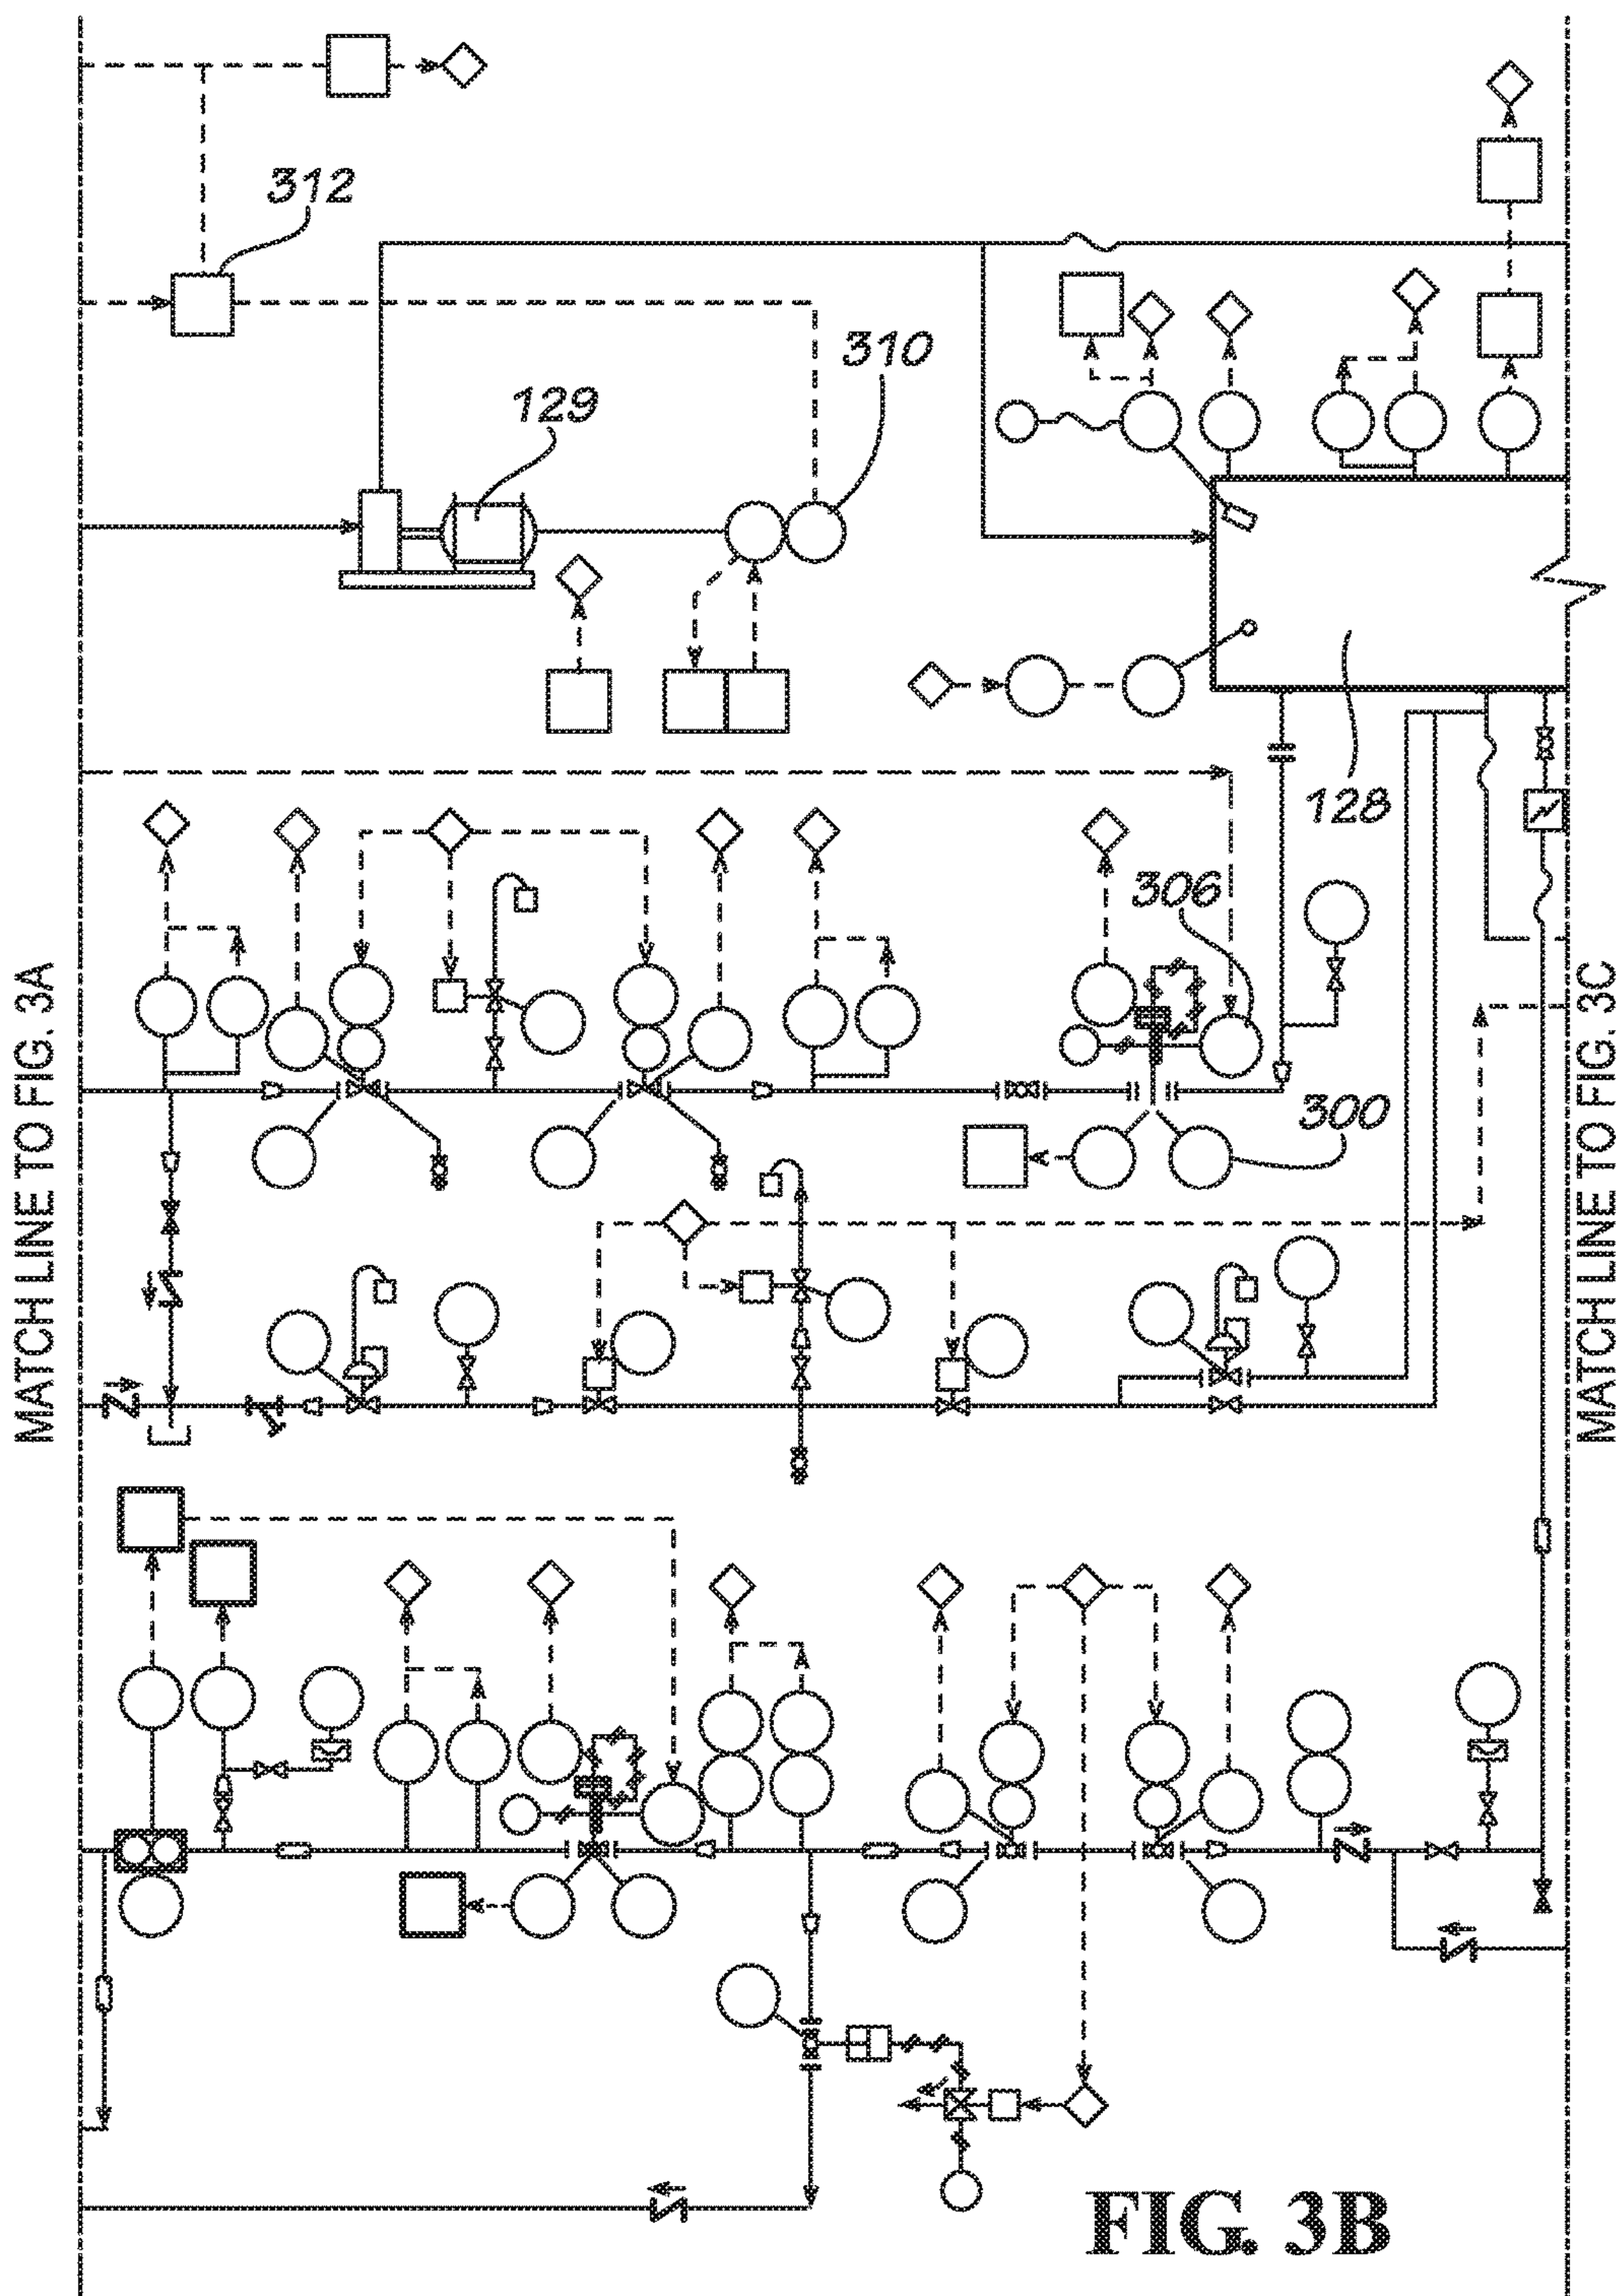 312
310
129
128
306
MATCH LINE TO FIG. 3A
MATCH LINE TO FIG. 3C
300
FIG. 3B